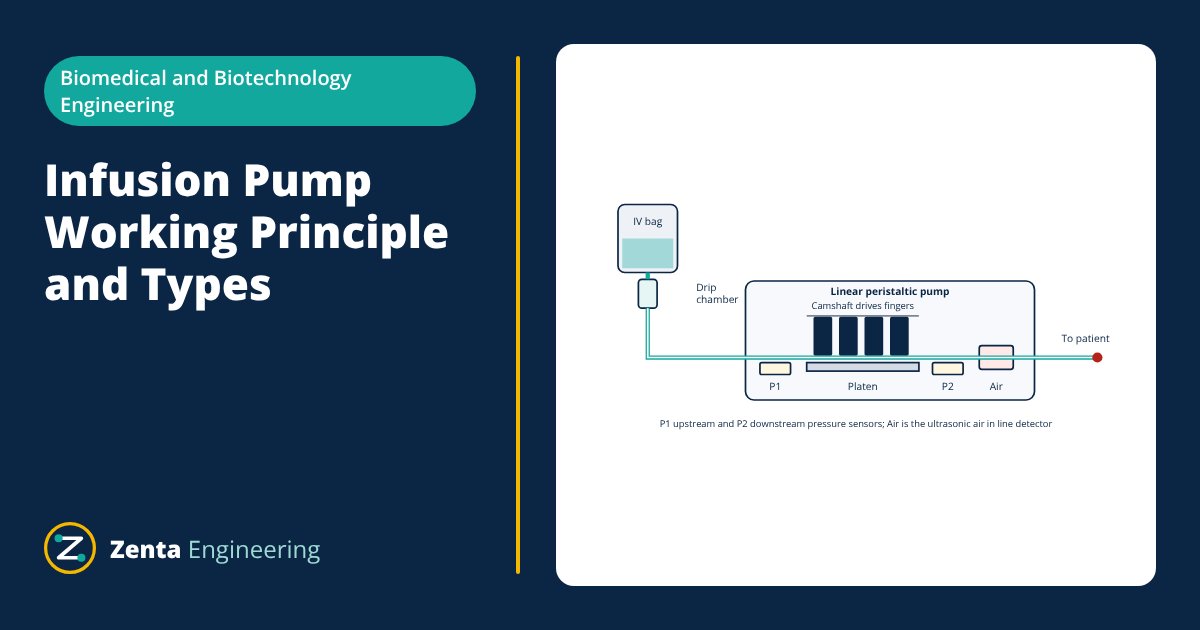 Biomedical and Biotechnology
Engineering
Infusion Pump
Working Principle
and Types
Zenta Engineering
IV bag
Drip
chamber
Linear peristaltic pump
Camshaft drives fingers
To patient
P1
Platen
P2
Air
P1 upstream and P2 downstream pressure sensors; Air is the ultrasonic air in line detector